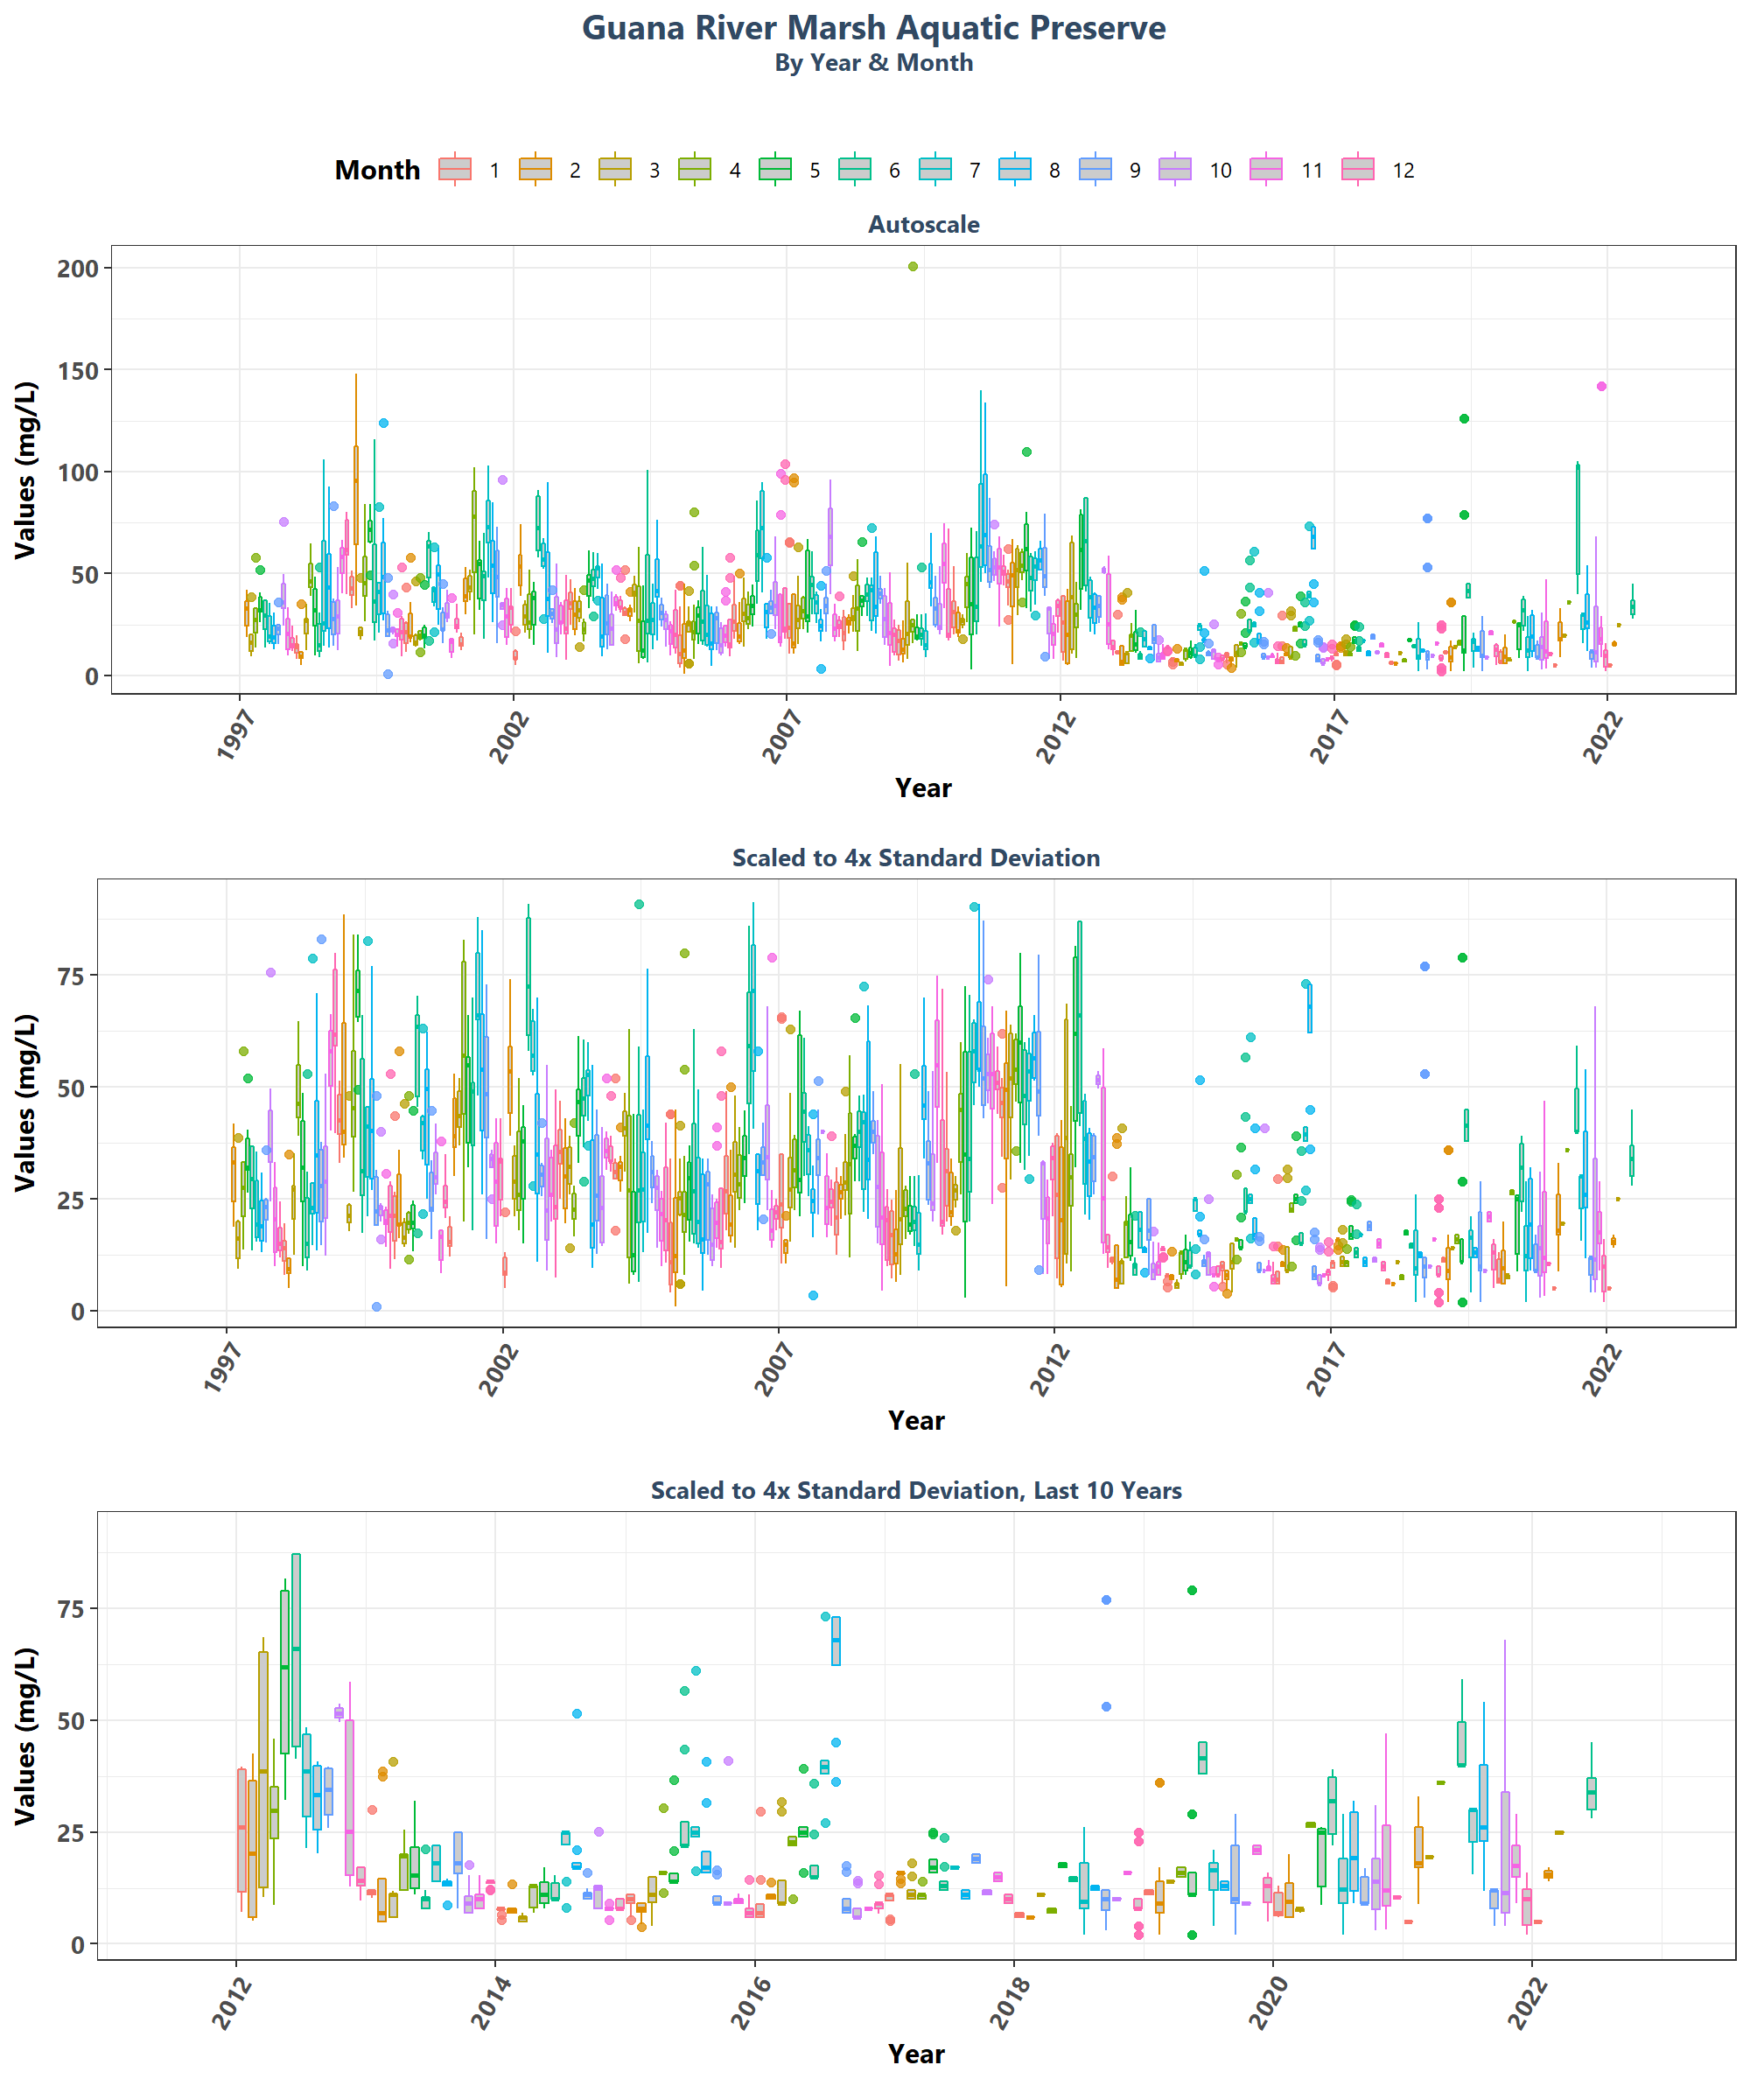 Guana River Marsh Aquatic Preserve
By Year & Month
Month 1 2 3 4 5 6 7 8 9 10 11 12
Autoscale
Values (mg/L)
200
150
100
50
0
1997 2002 2007 2012 2017 2022
Year
Scaled to 4x Standard Deviation
Values (mg/L)
75
50
25
0
1997 2002 2007 2012 2017 2022
Year
Scaled to 4x Standard Deviation, Last 10 Years
Values (mg/L)
75
50
25
0
2012 2014 2016 2018 2020 2022
Year